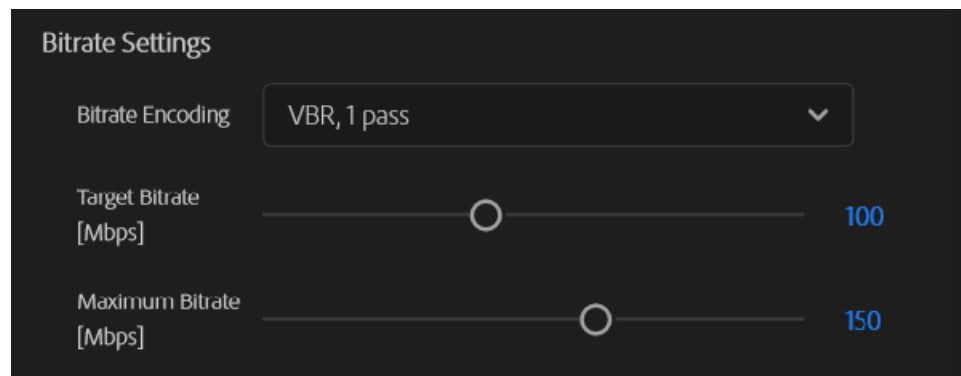 Bitrate Settings
Bitrate Encoding VBR, 1 pass
Target Bitrate
[Mbps] 100
Maximum Bitrate
[Mbps] 150